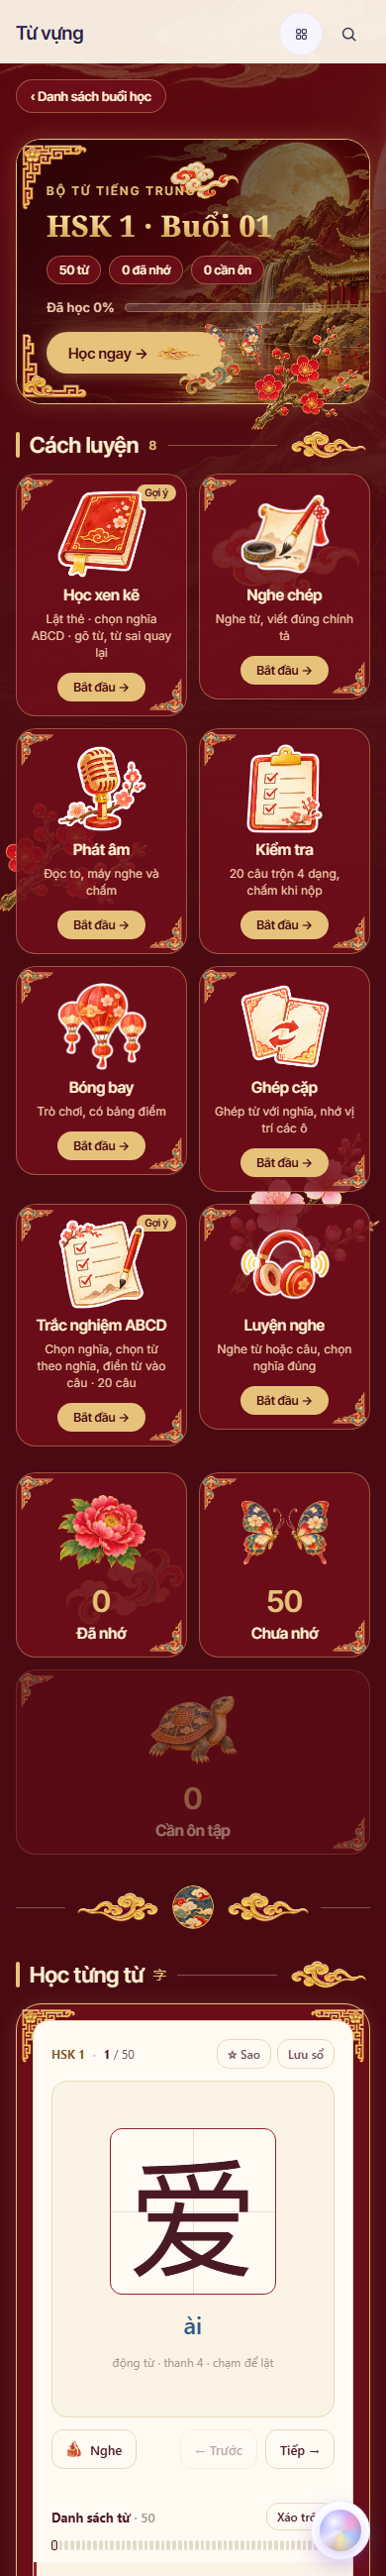 Từ vựng
‹ Danh sách buổi học
BỘ TỪ TIẾNG TRUNG
HSK 1 · Buổi 01
50 từ
0 đã nhớ
0 cần ôn
Đã học 0%
Học ngay →
Cách luyện 8
Gợi ý
Học xen kẽ
Lật thẻ · chọn nghĩa
ABCD · gõ từ, từ sai quay
lại
Bắt đầu →
Nghe chép
Nghe từ, viết đúng chính
tả
Bắt đầu →
Phát âm
Đọc to, máy nghe và
chấm
Bắt đầu →
Kiểm tra
20 câu trộn 4 dạng,
chấm khi nộp
Bắt đầu →
Bóng bay
Trò chơi, có bảng điểm
Bắt đầu →
Ghép cặp
Ghép từ với nghĩa, nhớ vị
trí các ô
Bắt đầu →
Gợi ý
Trắc nghiệm ABCD
Chọn nghĩa, chọn từ
theo nghĩa, điền từ vào
câu · 20 câu
Bắt đầu →
Luyện nghe
Nghe từ hoặc câu, chọn
nghĩa đúng
Bắt đầu →
0
Đã nhớ
50
Chưa nhớ
0
Cần ôn tập
Học từng từ 字
HSK 1 · 1 / 50
☆ Sao
Lưu sổ
爱
ài
động từ · thanh 4 · chạm để lật
Nghe
← Trước
Tiếp →
Danh sách từ · 50
Xáo